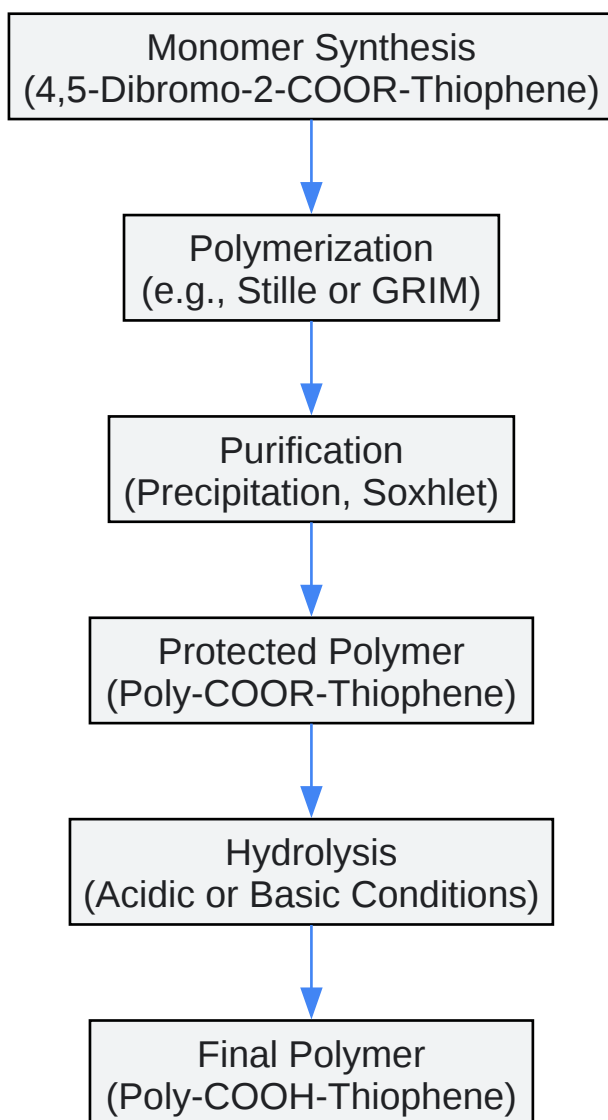 Monomer Synthesis
(4,5-Dibromo-2-COOR-Thiophene)
Polymerization
(e.g., Stille or GRIM)
Purification
(Precipitation, Soxhlet)
Protected Polymer
(Poly-COOR-Thiophene)
Hydrolysis
(Acidic or Basic Conditions)
Final Polymer
(Poly-COOH-Thiophene)